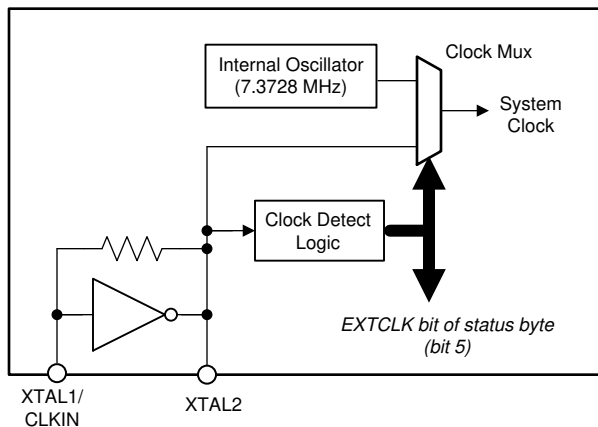 Internal Oscillator
(7.3728 MHz)
Clock Mux
System
Clock
Clock Detect
Logic
EXTCLK bit of status byte
(bit 5)
XTAL1/
CLKIN
XTAL2